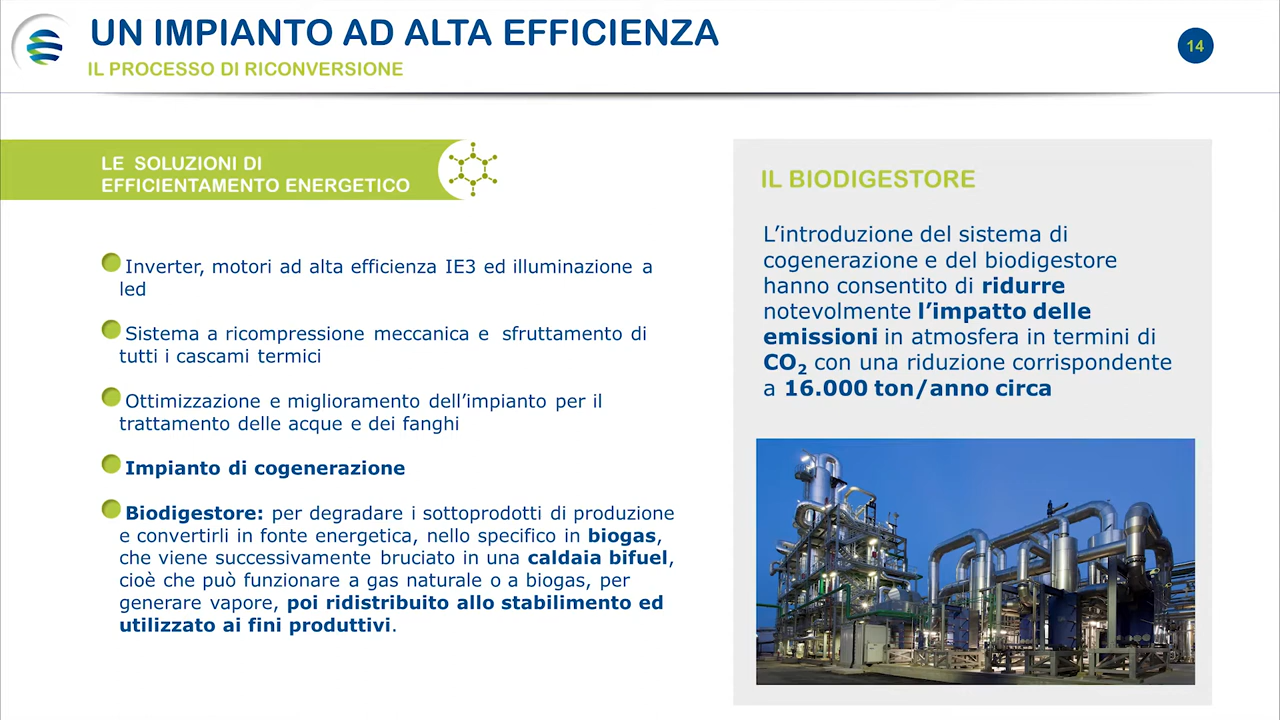 UN IMPIANTO AD ALTA EFFICIENZA
IL PROCESSO DI RICONVERSIONE
14
LE SOLUZIONI DI
EFFICIENTAMENTO ENERGETICO
Inverter, motori ad alta efficienza IE3 ed illuminazione a
led
Sistema a ricompressione meccanica e sfruttamento di
tutti i cascami termici
Ottimizzazione e miglioramento dell’impianto per il
trattamento delle acque e dei fanghi
Impianto di cogenerazione
Biodigestore: per degradare i sottoprodotti di produzione
e convertirli in fonte energetica, nello specifico in biogas,
che viene successivamente bruciato in una caldaia bifuel,
cioè che può funzionare a gas naturale o a biogas, per
generare vapore, poi ridistribuito allo stabilimento ed
utilizzato ai fini produttivi.
IL BIODIGESTORE
L’introduzione del sistema di
cogenerazione e del biodigestore
hanno consentito di ridurre
notevolmente l’impatto delle
emissioni in atmosfera in termini di
CO₂ con una riduzione corrispondente
a 16.000 ton/anno circa